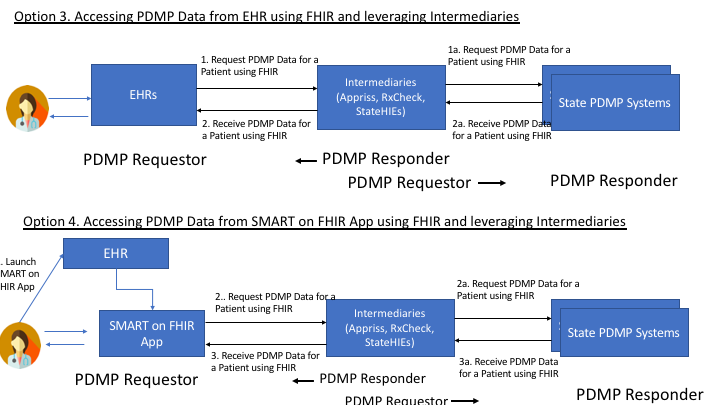 Option 3. Accessing PDMP Data from EHR using FHIR and leveraging Intermediaries
1. Request PDMP Data for a
Patient using FHIR
1a. Request PDMP Data for a
Patient using FHIR
EHRs
Intermediaries
(Appriss, RxCheck,
StateHIEs)
State PDMP Systems
2. Receive PDMP Data for
a Patient using FHIR
2a. Receive PDMP Data
for a Patient using FHIR
PDMP Requestor
PDMP Responder
PDMP Requestor
PDMP Responder
Option 4. Accessing PDMP Data from SMART on FHIR App using FHIR and leveraging Intermediaries
EHR
. Launch
MART on
HIR App
2.. Request PDMP Data for a
Patient using FHIR
2a. Request PDMP Data for a
Patient using FHIR
SMART on FHIR
App
Intermediaries
(Appriss, RxCheck,
StateHIEs)
State PDMP Systems
3. Receive PDMP Data for
a Patient using FHIR
3a. Receive PDMP Data
for a Patient using FHIR
PDMP Requestor
PDMP Responder
PDMP Requestor
PDMP Responder